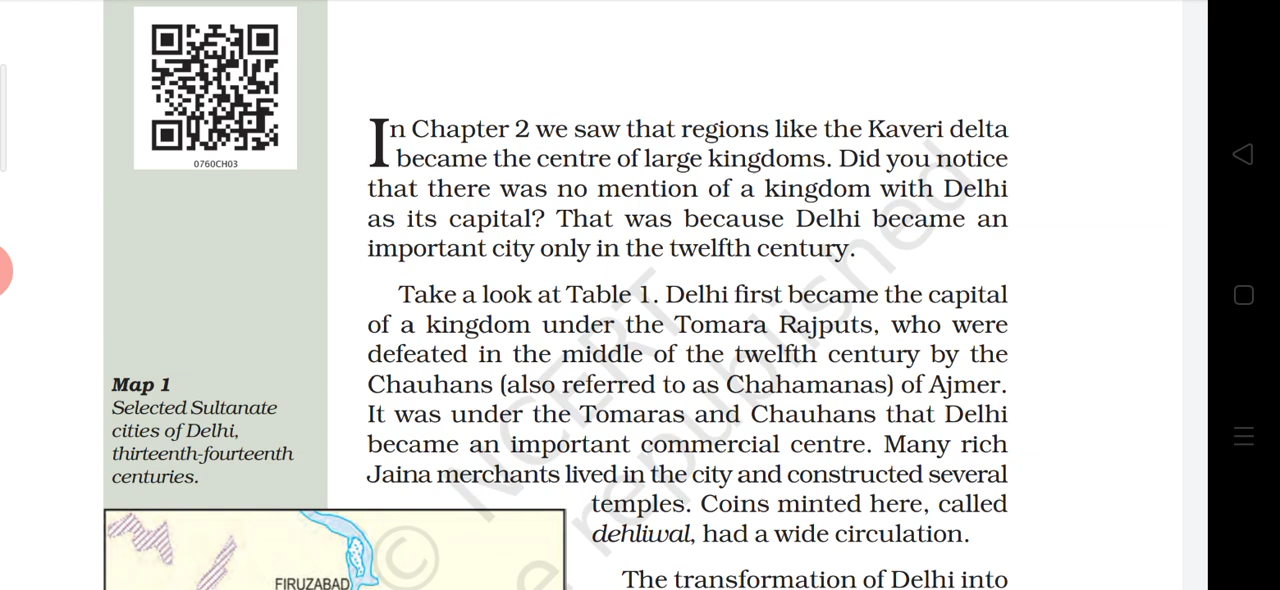 0760CH03
In Chapter 2 we saw that regions like the Kaveri delta
became the centre of large kingdoms. Did you notice
that there was no mention of a kingdom with Delhi
as its capital? That was because Delhi became an
important city only in the twelfth century.
Take a look at Table 1. Delhi first became the capital
of a kingdom under the Tomara Rajputs, who were
defeated in the middle of the twelfth century by the
Chauhans (also referred to as Chahamanas) of Ajmer.
It was under the Tomaras and Chauhans that Delhi
became an important commercial centre. Many rich
Jaina merchants lived in the city and constructed several
temples. Coins minted here, called
dehliwal, had a wide circulation.
The transformation of Delhi into
Map 1
Selected Sultanate
cities of Delhi,
thirteenth-fourteenth
centuries.
FIRUZABAD
© NCERT
e republished